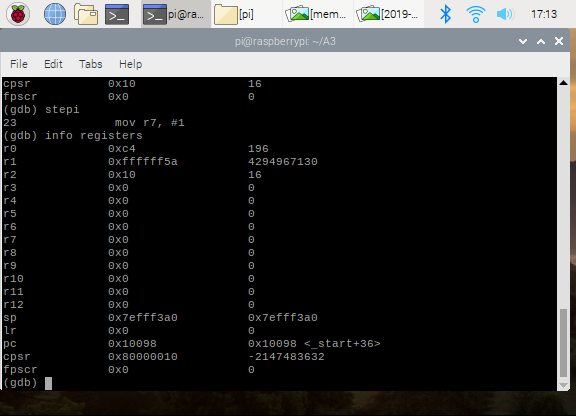 pi@ra...
[pi]
[mem...
[2019-...
17:13
pi@raspberrypi: ~/A3
File Edit Tabs Help
cpsr 0x10 16
fpscr 0x0 0
(gdb) stepi
23 mov r7, #1
(gdb) info registers
r0 0xc4 196
r1 0xffffff5a 4294967130
r2 0x10 16
r3 0x0 0
r4 0x0 0
r5 0x0 0
r6 0x0 0
r7 0x0 0
r8 0x0 0
r9 0x0 0
r10 0x0 0
r11 0x0 0
r12 0x0 0
sp 0x7efff3a0 0x7efff3a0
lr 0x0 0
pc 0x10098 0x10098 <_start+36>
cpsr 0x80000010 -2147483632
fpscr 0x0 0
(gdb)